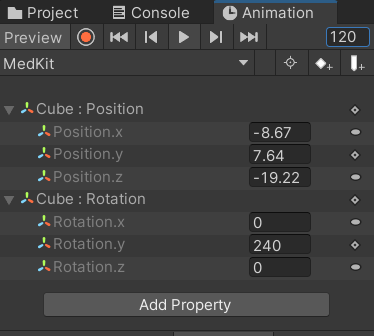 Project Console Animation
Preview 120
MedKit
Cube : Position
Position.x -8.67
Position.y 7.64
Position.z -19.22
Cube : Rotation
Rotation.x 0
Rotation.y 240
Rotation.z 0
Add Property